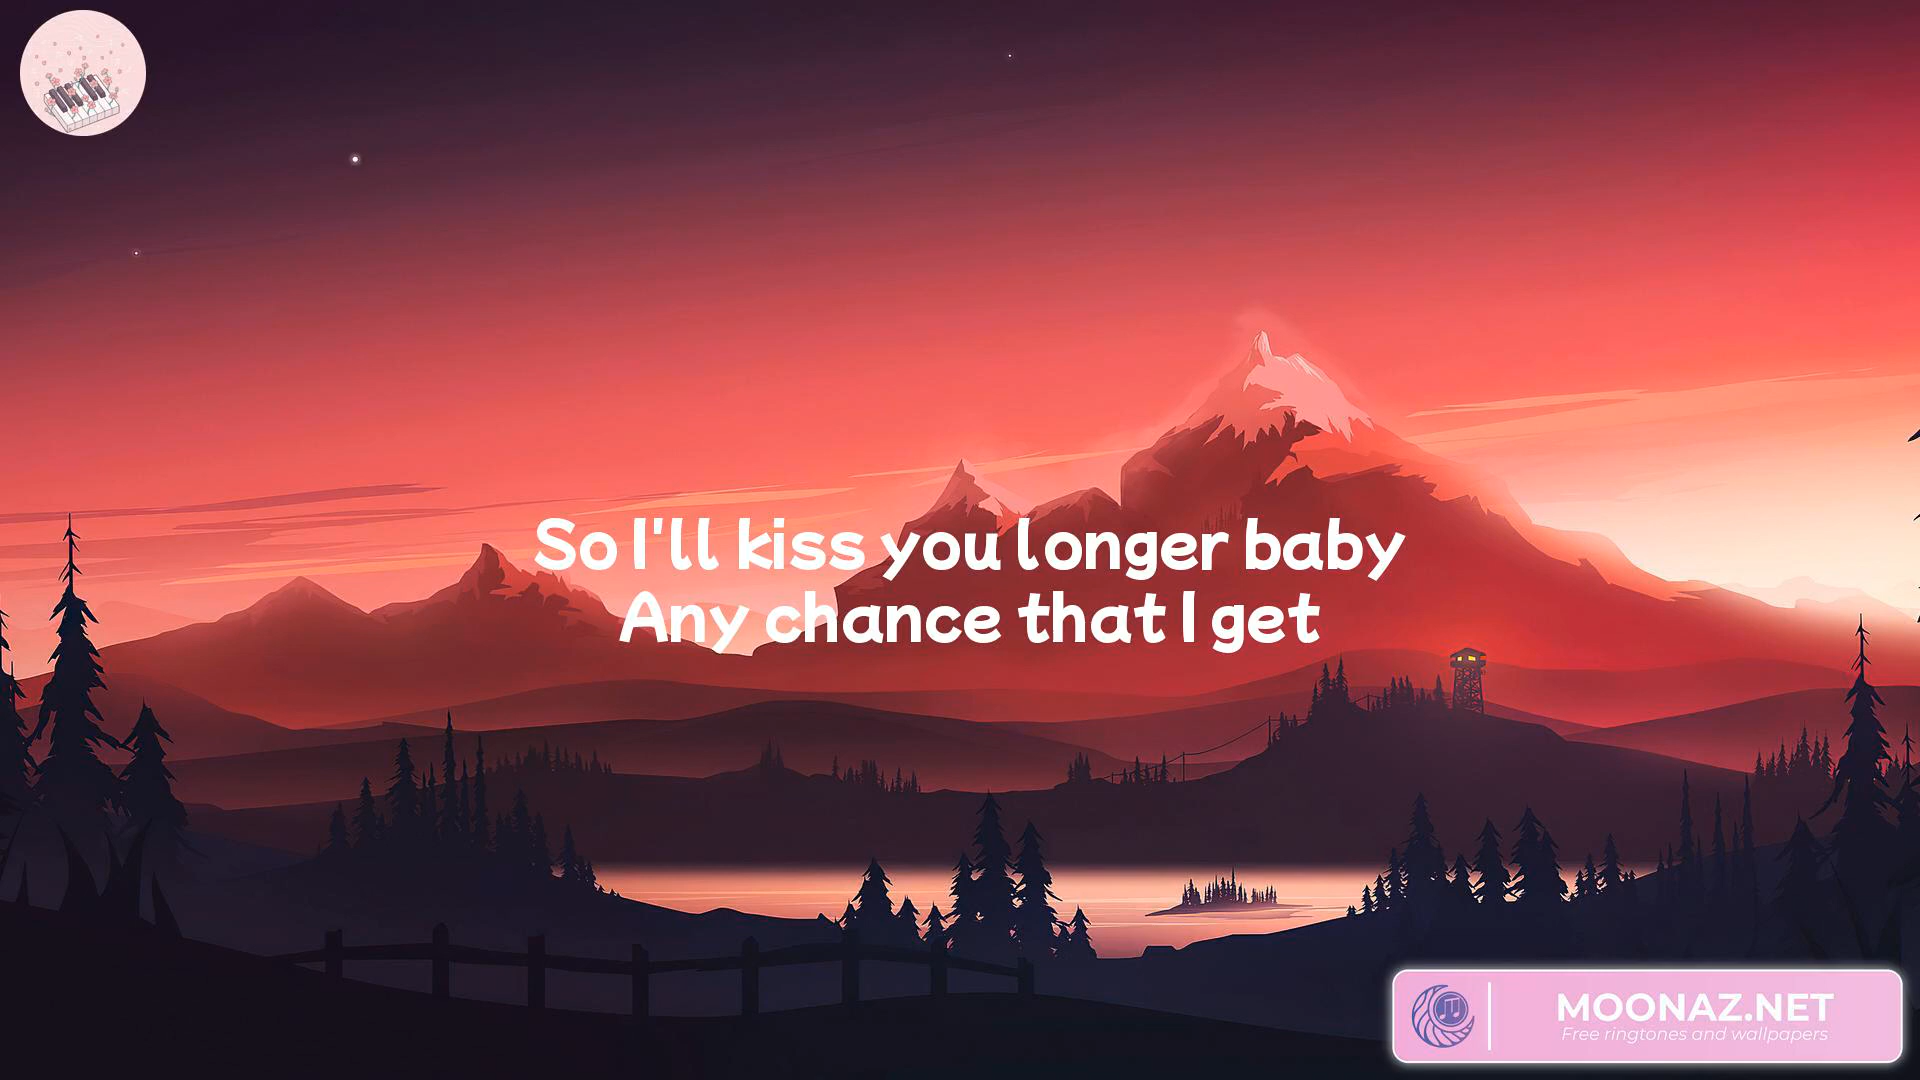 So I'll kiss you longer baby
Any chance that I get
MOONAZ.NET
Free ringtones and wallpapers